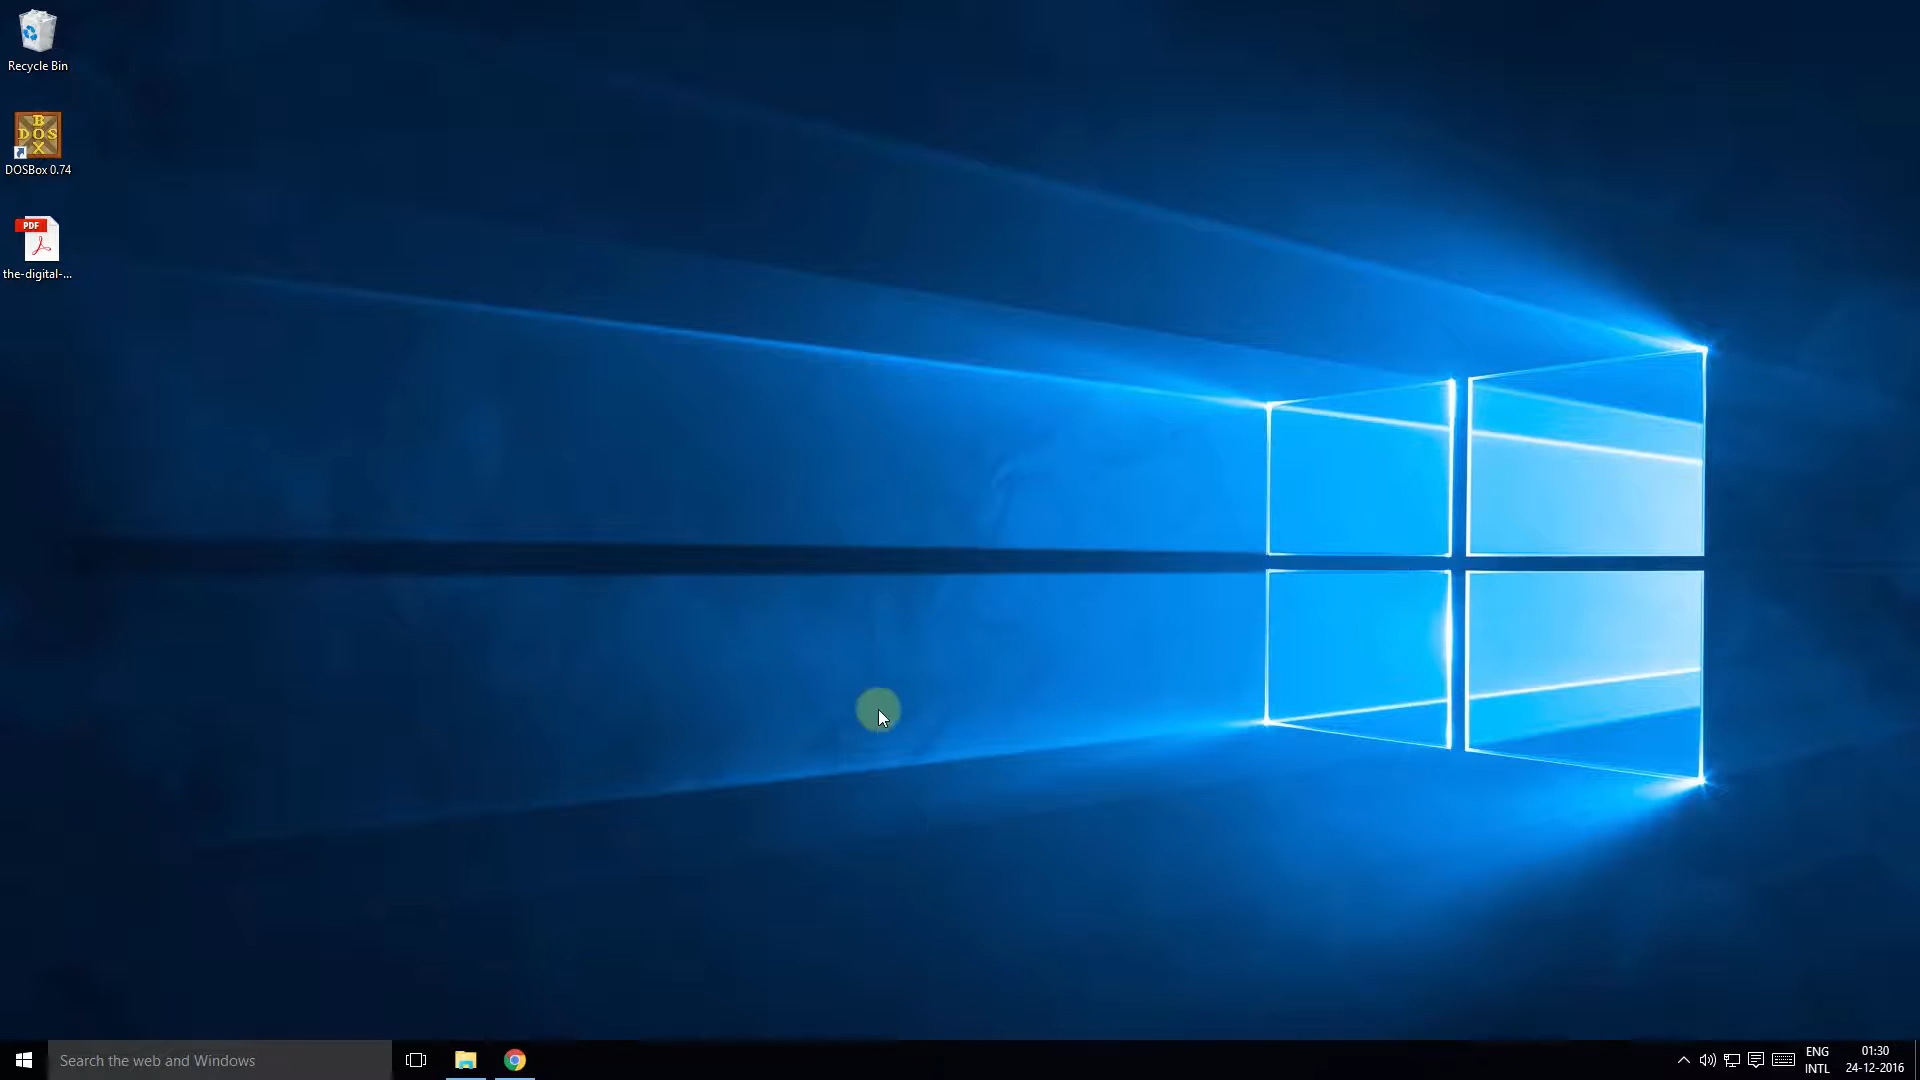 Recycle Bin
B
DOS
X
DOSBox 0.74
PDF
the-digital-...
Search the web and Windows
ENG
INTL
01:30
24-12-2016